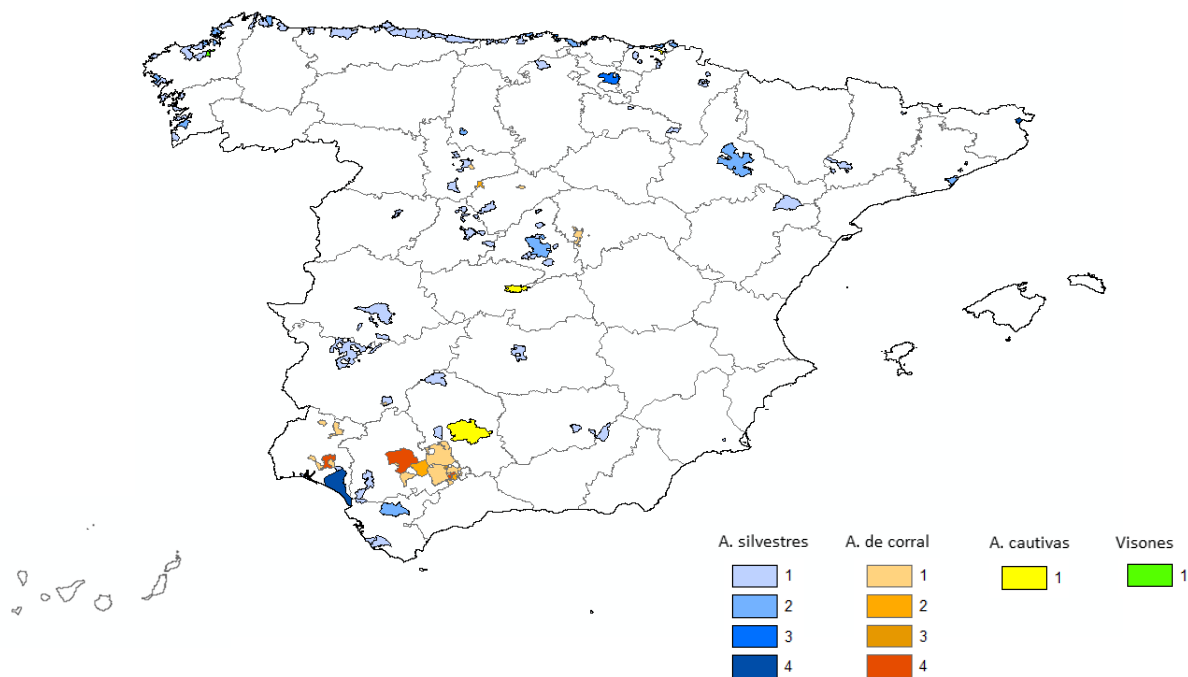 A. silvestres A. de corral A. cautivas Visones
1 1 1 1
2 2
3 3
4 4